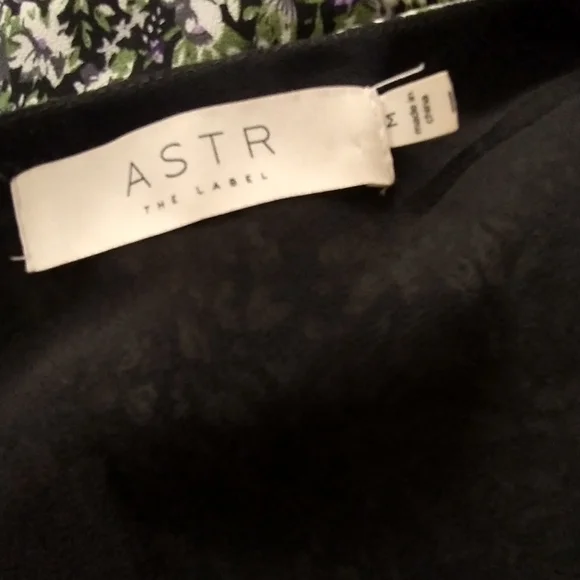 ASTR
THE LABEL
M
made in
china